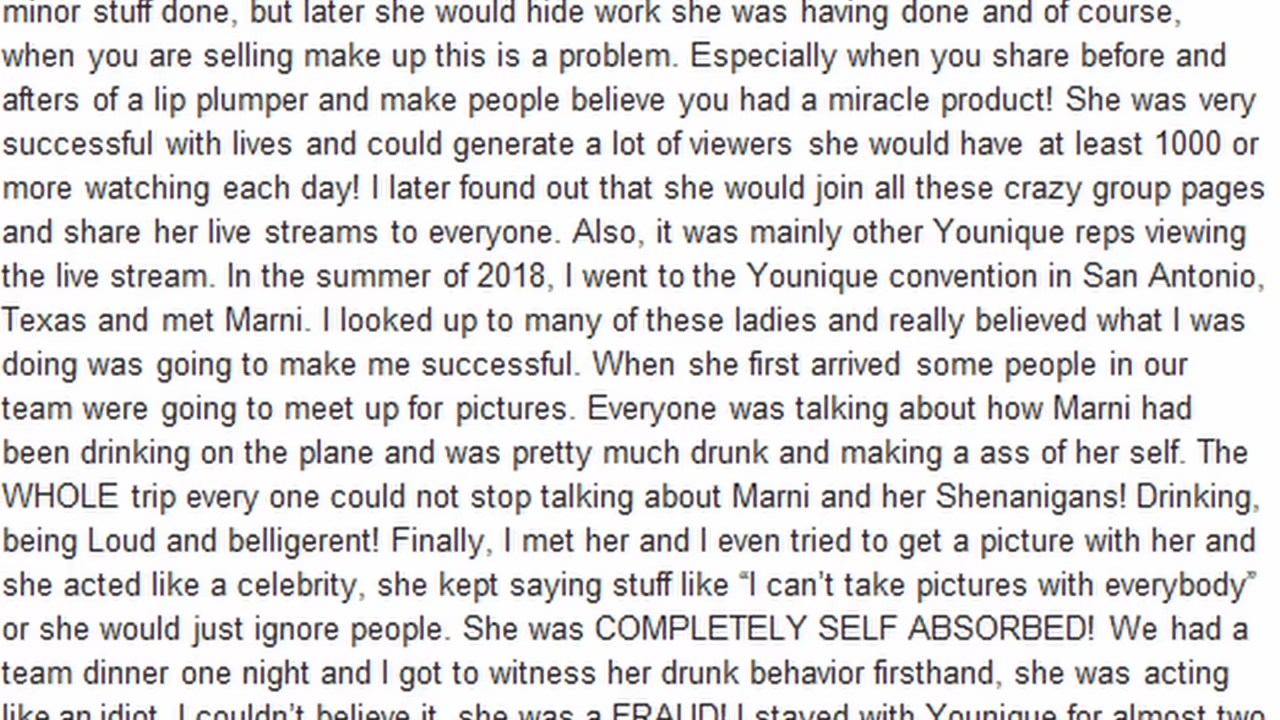 minor stuff done, but later she would hide work she was having done and of course,
when you are selling make up this is a problem. Especially when you share before and
afters of a lip plumper and make people believe you had a miracle product! She was very
successful with lives and could generate a lot of viewers she would have at least 1000 or
more watching each day! I later found out that she would join all these crazy group pages
and share her live streams to everyone. Also, it was mainly other Younique reps viewing
the live stream. In the summer of 2018, I went to the Younique convention in San Antonio,
Texas and met Marni. I looked up to many of these ladies and really believed what I was
doing was going to make me successful. When she first arrived some people in our
team were going to meet up for pictures. Everyone was talking about how Marni had
been drinking on the plane and was pretty much drunk and making a ass of her self. The
WHOLE trip every one could not stop talking about Marni and her Shenanigans! Drinking,
being Loud and belligerent! Finally, I met her and I even tried to get a picture with her and
she acted like a celebrity, she kept saying stuff like “I can’t take pictures with everybody”
or she would just ignore people. She was COMPLETELY SELF ABSORBED! We had a
team dinner one night and I got to witness her drunk behavior firsthand, she was acting
like an idiot. I couldn’t believe it, she was a FRAUD! I stayed with Younique for almost two